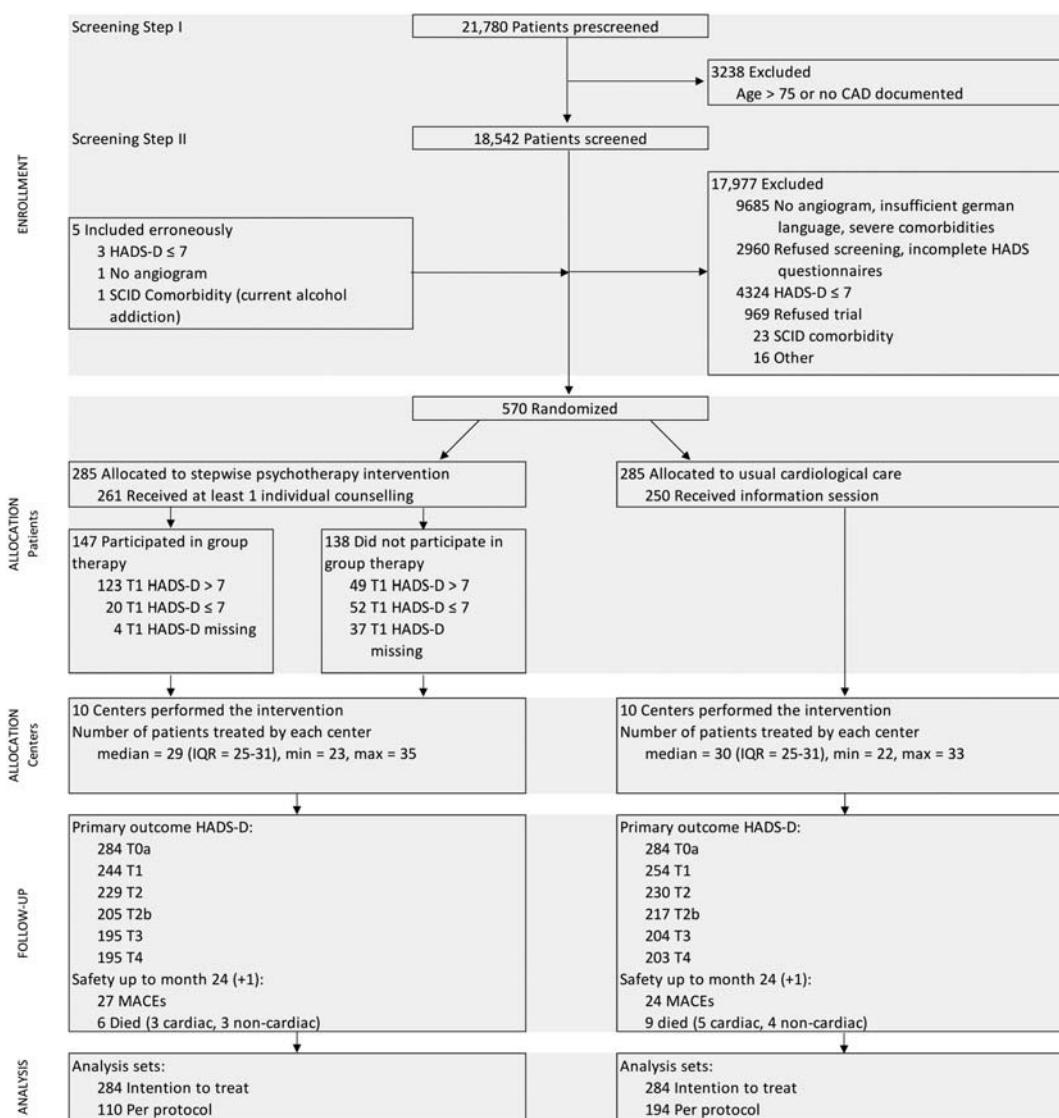 Screening Step I
21,780 Patients prescreened
3238 Excluded
Age > 75 or no CAD documented
Screening Step II
18,542 Patients screened
ENROLLMENT
17,977 Excluded
9685 No angiogram, insufficient german
language, severe comorbidities
2960 Refused screening, incomplete HADS
questionnaires
4324 HADS-D ≤ 7
969 Refused trial
23 SCID comorbidity
16 Other
5 Included erroneously
3 HADS-D ≤ 7
1 No angiogram
1 SCID Comorbidity (current alcohol
addiction)
570 Randomized
ALLOCATION
Patients
285 Allocated to stepwise psychotherapy intervention
261 Received at least 1 individual counselling
285 Allocated to usual cardiological care
250 Received information session
147 Participated in group
therapy
123 T1 HADS-D > 7
20 T1 HADS-D ≤ 7
4 T1 HADS-D missing
138 Did not participate in
group therapy
49 T1 HADS-D > 7
52 T1 HADS-D ≤ 7
37 T1 HADS-D
missing
ALLOCATION
Centers
10 Centers performed the intervention
Number of patients treated by each center
median = 29 (IQR = 25-31), min = 23, max = 35
10 Centers performed the intervention
Number of patients treated by each center
median = 30 (IQR = 25-31), min = 22, max = 33
FOLLOW-UP
Primary outcome HADS-D:
284 T0a
244 T1
229 T2
205 T2b
195 T3
195 T4
Safety up to month 24 (+1):
27 MACEs
6 Died (3 cardiac, 3 non-cardiac)
Primary outcome HADS-D:
284 T0a
254 T1
230 T2
217 T2b
204 T3
203 T4
Safety up to month 24 (+1):
24 MACEs
9 died (5 cardiac, 4 non-cardiac)
ANALYSIS
Analysis sets:
284 Intention to treat
110 Per protocol
Analysis sets:
284 Intention to treat
194 Per protocol